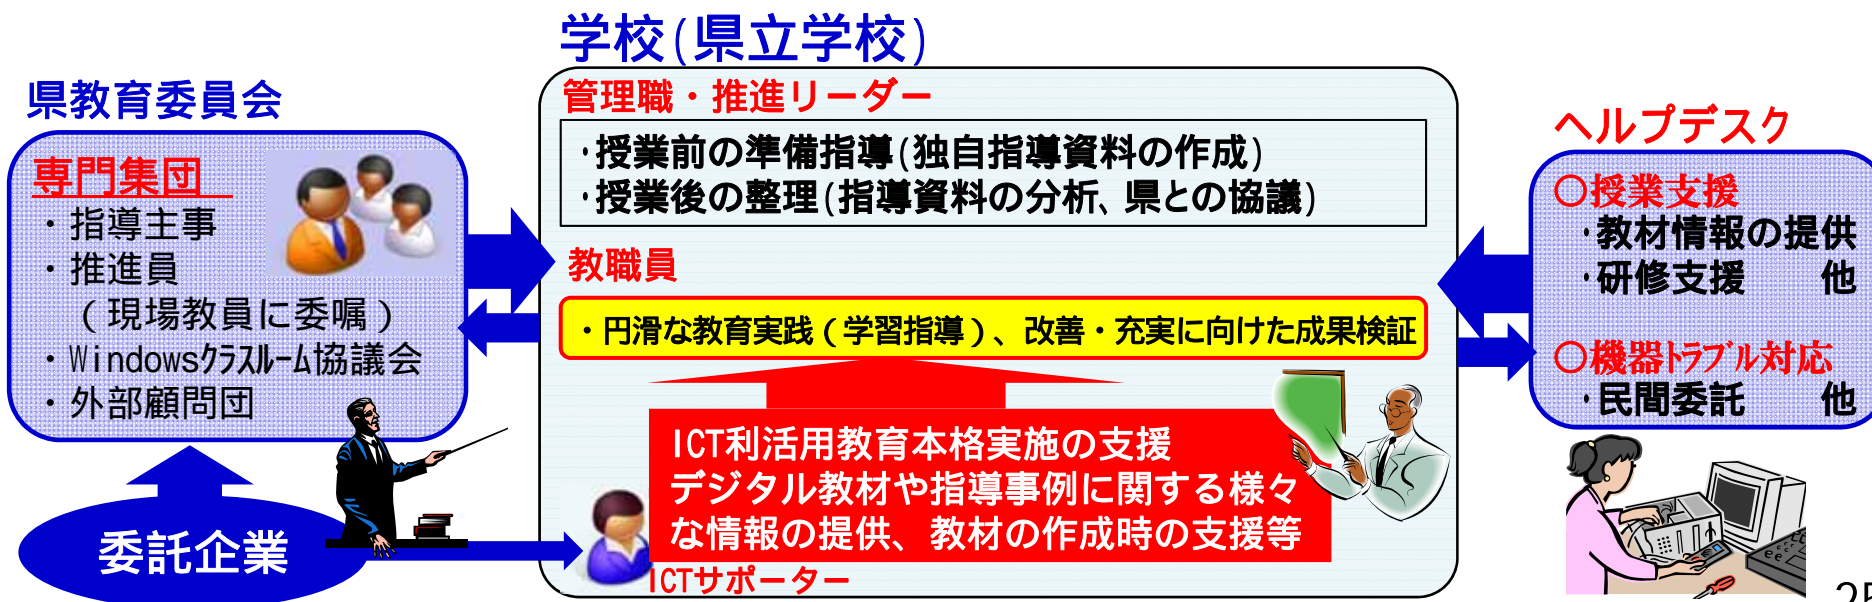 学校(県立学校)
県教育委員会
専門集団
・指導主事
・推進員
（現場教員に委嘱）
・Windowsｸﾗｽﾙｰﾑ協議会
・外部顧問団
委託企業
管理職・推進リーダー
・授業前の準備指導(独自指導資料の作成)
・授業後の整理(指導資料の分析、県との協議)
教職員
・円滑な教育実践（学習指導）、改善・充実に向けた成果検証
ICT利活用教育本格実施の支援
デジタル教材や指導事例に関する様々
な情報の提供、教材の作成時の支援等
ICTサポーター
ヘルプデスク
○授業支援
・教材情報の提供
・研修支援　　他
○機器ﾄﾗﾌﾞﾙ対応
・民間委託　　他